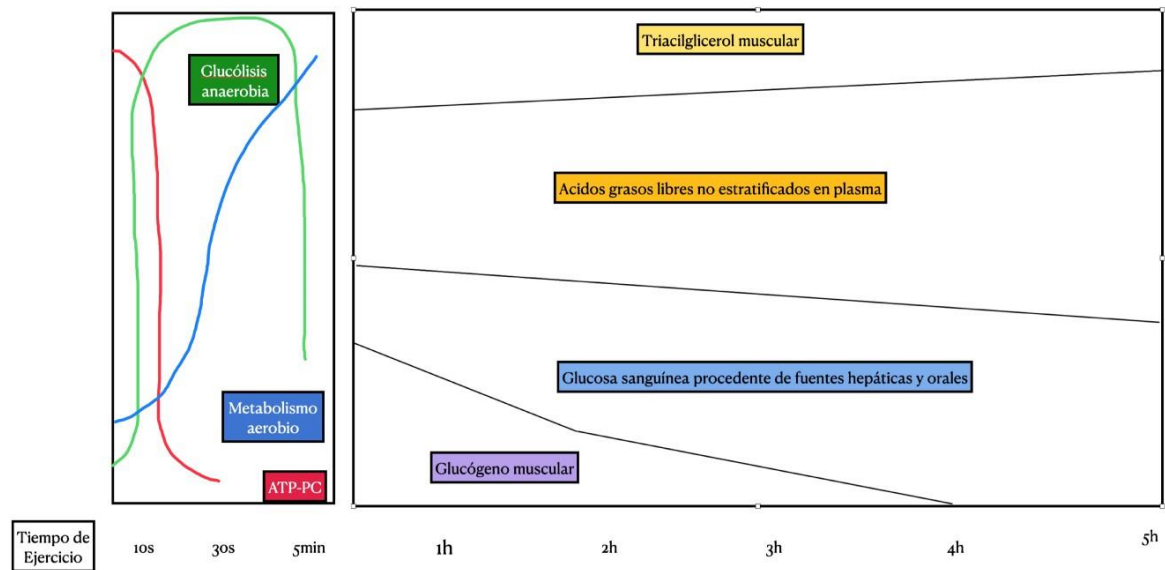 Glucólisis
anaerobia
Metabolismo
aerobio
ATP-PC
Triacilglicerol muscular
Acidos grasos libres no estratificados en plasma
Glucosa sanguínea procedente de fuentes hepáticas y orales
Glucógeno muscular
Tiempo de
Ejercicio
10s 30s 5min 1h 2h 3h 4h 5h